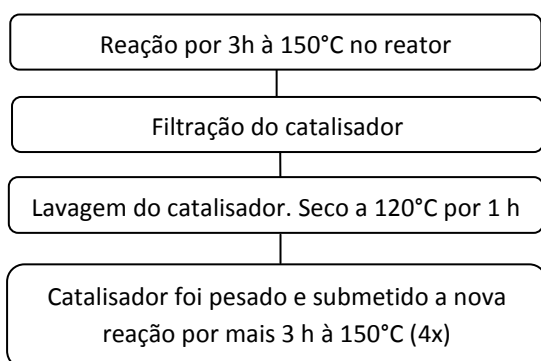 Reação por 3h à 150°C no reator
Filtração do catalisador
Lavagem do catalisador. Seco a 120°C por 1 h
Catalisador foi pesado e submetido a nova
reação por mais 3 h à 150°C (4x)